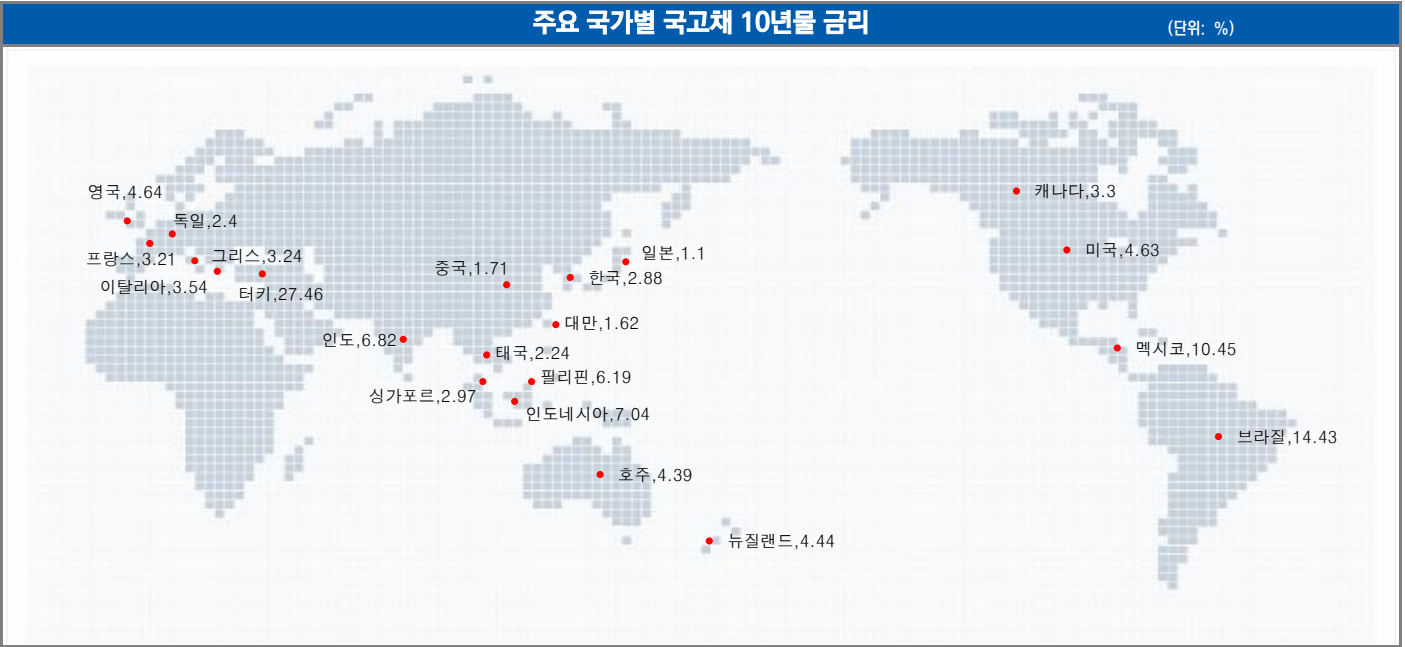 주요 국가별 국고채 10년물 금리
(단위: %)
영국,4.64
독일,2.4
프랑스,3.21
그리스,3.24
이탈리아,3.54
터키,27.46
중국,1.71
일본,1.1
한국,2.88
대만,1.62
인도,6.82
태국,2.24
필리핀,6.19
싱가포르,2.97
인도네시아,7.04
호주,4.39
뉴질랜드,4.44
캐나다,3.3
미국,4.63
멕시코,10.45
브라질,14.43